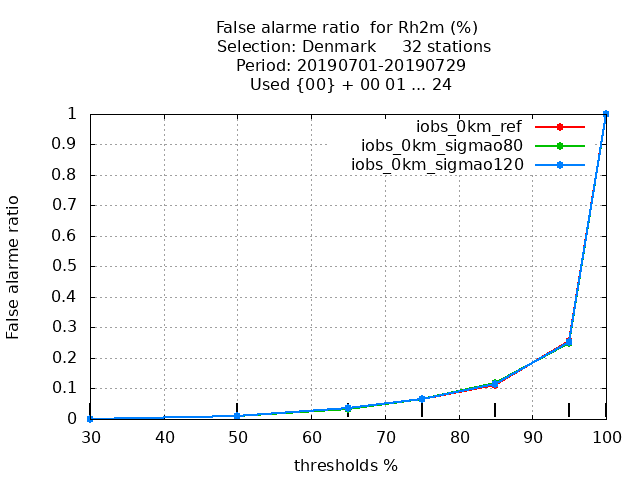 False alarme ratio  for Rh2m (%)
Selection: Denmark     32 stations
Period: 20190701-20190729
Used {00} + 00 01 ... 24
iobs_0km_ref
iobs_0km_sigmao80
iobs_0km_sigmao120
False alarme ratio
1
0.9
0.8
0.7
0.6
0.5
0.4
0.3
0.2
0.1
0
30 40 50 60 70 80 90 100
thresholds %